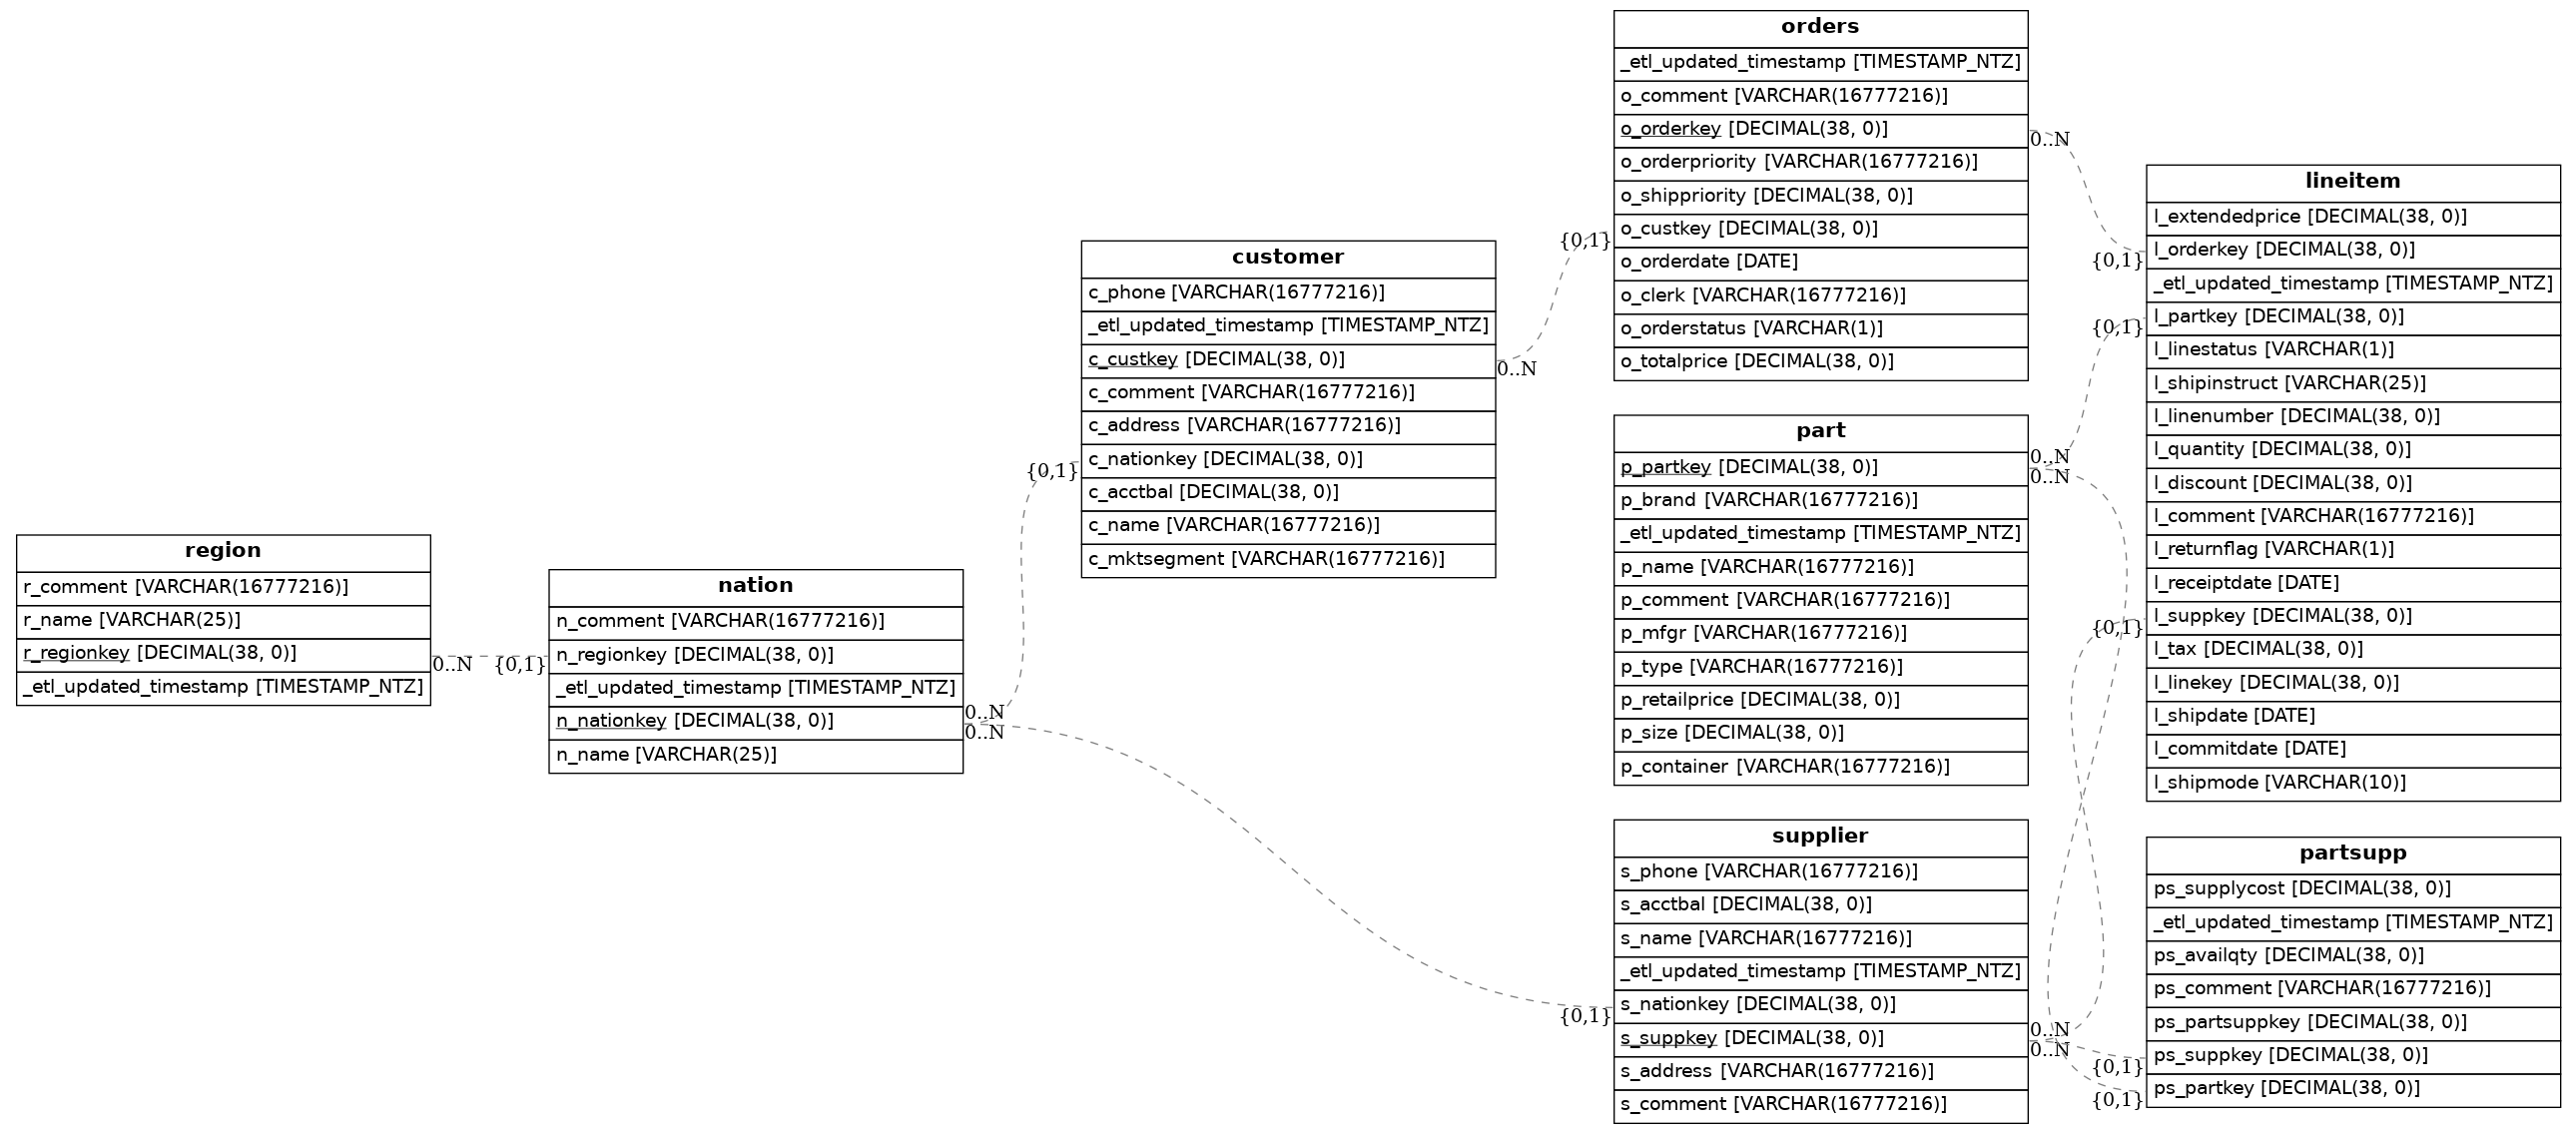 region
r_comment [VARCHAR(16777216)]
r_name [VARCHAR(25)]
r_regionkey [DECIMAL(38, 0)]
_etl_updated_timestamp [TIMESTAMP_NTZ]
0..N
{0,1}
nation
n_comment [VARCHAR(16777216)]
n_regionkey [DECIMAL(38, 0)]
_etl_updated_timestamp [TIMESTAMP_NTZ]
n_nationkey [DECIMAL(38, 0)]
n_name [VARCHAR(25)]
0..N
0..N
{0,1}
customer
c_phone [VARCHAR(16777216)]
_etl_updated_timestamp [TIMESTAMP_NTZ]
c_custkey [DECIMAL(38, 0)]
c_comment [VARCHAR(16777216)]
c_address [VARCHAR(16777216)]
c_nationkey [DECIMAL(38, 0)]
c_acctbal [DECIMAL(38, 0)]
c_name [VARCHAR(16777216)]
c_mktsegment [VARCHAR(16777216)]
0..N
{0,1}
orders
_etl_updated_timestamp [TIMESTAMP_NTZ]
o_comment [VARCHAR(16777216)]
o_orderkey [DECIMAL(38, 0)]
o_orderpriority [VARCHAR(16777216)]
o_shippriority [DECIMAL(38, 0)]
o_custkey [DECIMAL(38, 0)]
o_orderdate [DATE]
o_clerk [VARCHAR(16777216)]
o_orderstatus [VARCHAR(1)]
o_totalprice [DECIMAL(38, 0)]
0..N
part
p_partkey [DECIMAL(38, 0)]
p_brand [VARCHAR(16777216)]
_etl_updated_timestamp [TIMESTAMP_NTZ]
p_name [VARCHAR(16777216)]
p_comment [VARCHAR(16777216)]
p_mfgr [VARCHAR(16777216)]
p_type [VARCHAR(16777216)]
p_retailprice [DECIMAL(38, 0)]
p_size [DECIMAL(38, 0)]
p_container [VARCHAR(16777216)]
0..N
0..N
{0,1}
supplier
s_phone [VARCHAR(16777216)]
s_acctbal [DECIMAL(38, 0)]
s_name [VARCHAR(16777216)]
_etl_updated_timestamp [TIMESTAMP_NTZ]
s_nationkey [DECIMAL(38, 0)]
s_suppkey [DECIMAL(38, 0)]
s_address [VARCHAR(16777216)]
s_comment [VARCHAR(16777216)]
0..N
0..N
{0,1}
{0,1}
{0,1}
lineitem
l_extendedprice [DECIMAL(38, 0)]
l_orderkey [DECIMAL(38, 0)]
_etl_updated_timestamp [TIMESTAMP_NTZ]
l_partkey [DECIMAL(38, 0)]
l_linestatus [VARCHAR(1)]
l_shipinstruct [VARCHAR(25)]
l_linenumber [DECIMAL(38, 0)]
l_quantity [DECIMAL(38, 0)]
l_discount [DECIMAL(38, 0)]
l_comment [VARCHAR(16777216)]
l_returnflag [VARCHAR(1)]
l_receiptdate [DATE]
l_suppkey [DECIMAL(38, 0)]
l_tax [DECIMAL(38, 0)]
l_linekey [DECIMAL(38, 0)]
l_shipdate [DATE]
l_commitdate [DATE]
l_shipmode [VARCHAR(10)]
{0,1}
{0,1}
partsupp
ps_supplycost [DECIMAL(38, 0)]
_etl_updated_timestamp [TIMESTAMP_NTZ]
ps_availqty [DECIMAL(38, 0)]
ps_comment [VARCHAR(16777216)]
ps_partsuppkey [DECIMAL(38, 0)]
ps_suppkey [DECIMAL(38, 0)]
ps_partkey [DECIMAL(38, 0)]